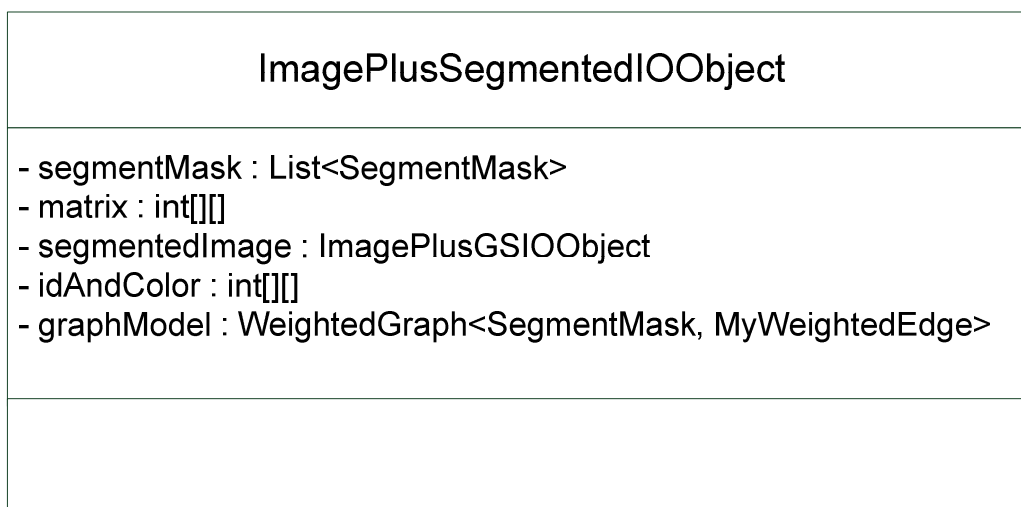 ImagePlusSegmentedIOObject
- segmentMask : List<SegmentMask>
- matrix : int[][]
- segmentedImage : ImagePlusGSIOObject
- idAndColor : int[][]
- graphModel : WeightedGraph<SegmentMask, MyWeightedEdge>